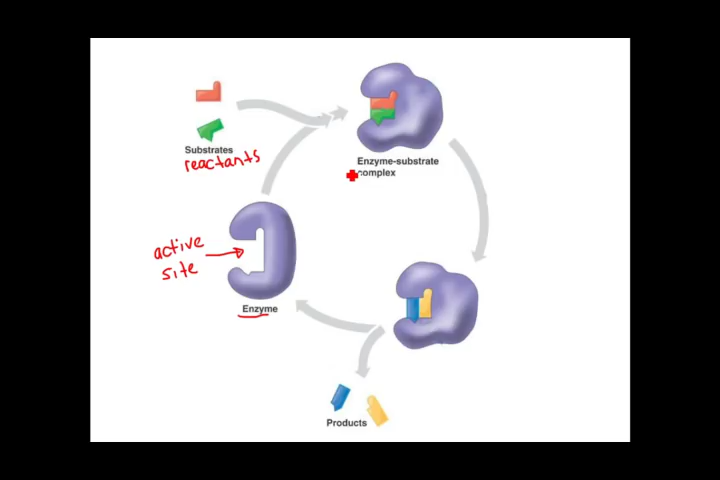 Substrates
reactants
Enzyme-substrate
complex
active
site
Enzyme
Products